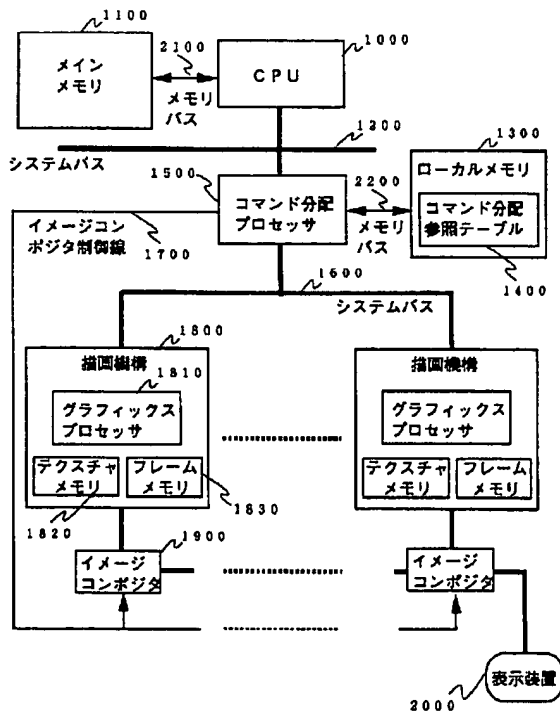 1100
メイン
メモリ
2100
メモリ
バス
1000
CPU
1200
システムバス
1500
コマンド分配
プロセッサ
2200
メモリ
バス
1300
ローカルメモリ
コマンド分配
参照テーブル
1400
イメージコン
ポジタ制御線
1700
1600
システムバス
1800
描画機構
1810
グラフィックス
プロセッサ
テクスチャ
メモリ
フレーム
メモリ
1820
1830
描画機構
グラフィックス
プロセッサ
テクスチャ
メモリ
フレーム
メモリ
1900
イメージ
コンポジタ
イメージ
コンポジタ
2000
表示装置